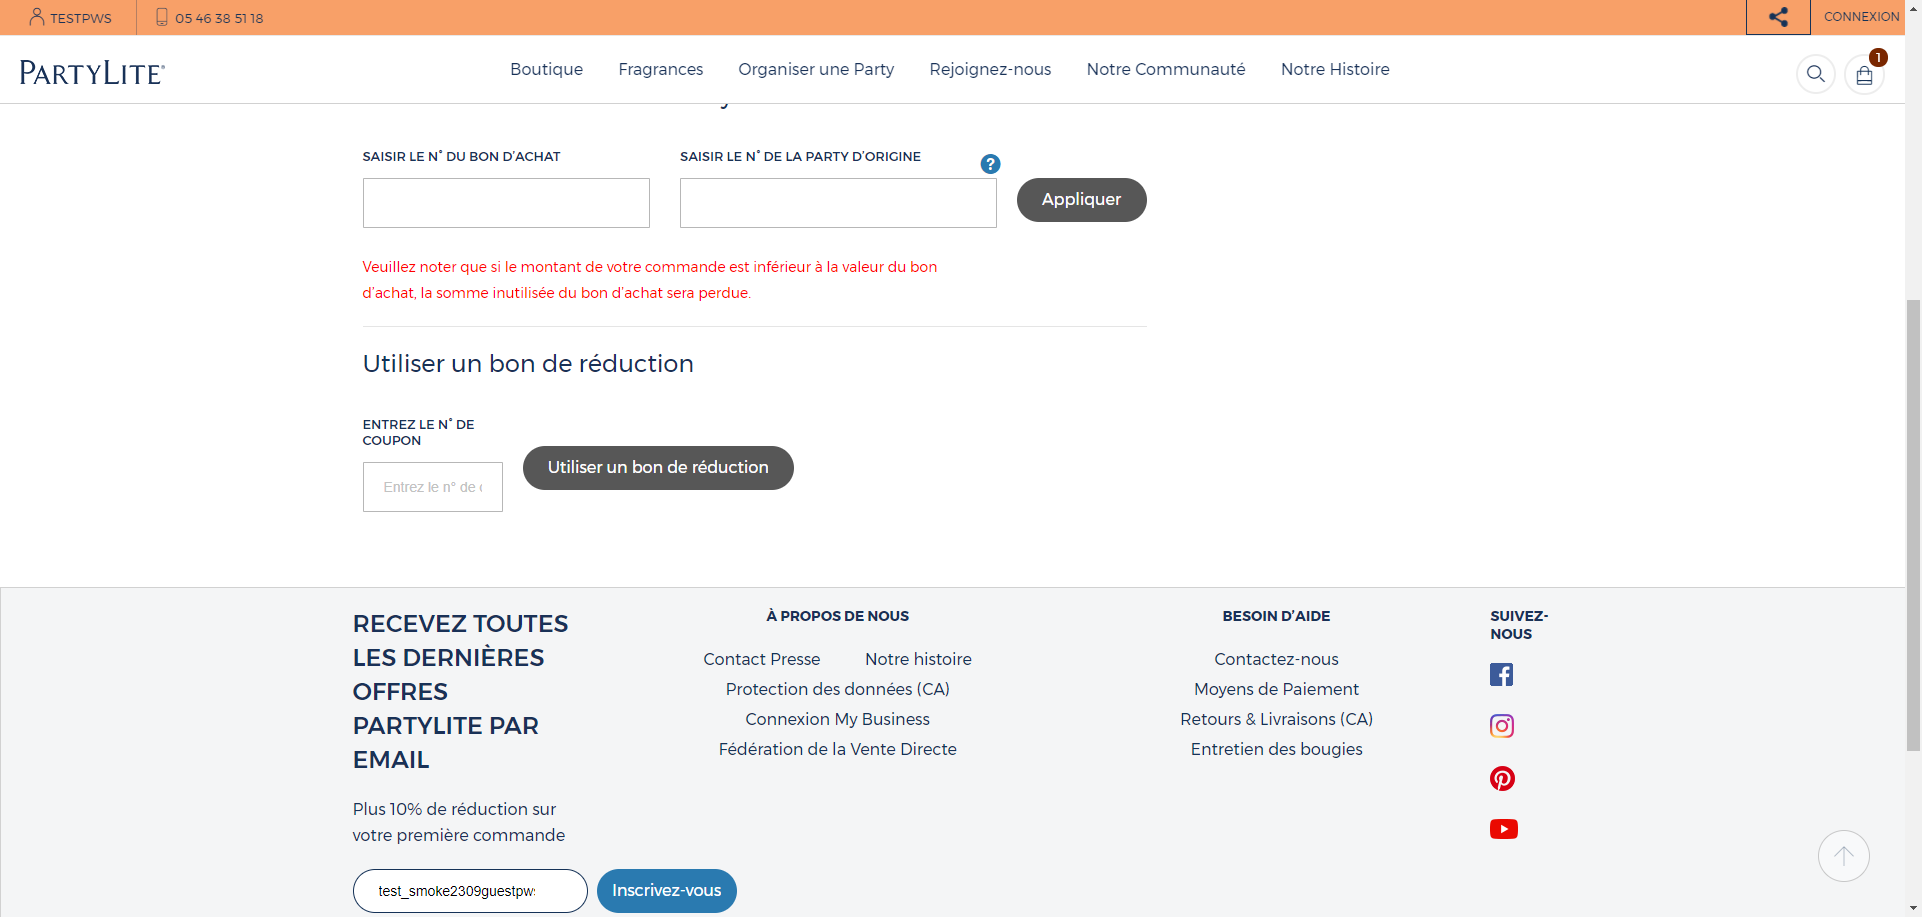 TESTPWS
05 46 38 51 18
CONNEXION
PARTYLITE®
Boutique
Fragrances
Organiser une Party
Rejoignez-nous
Notre Communauté
Notre Histoire
1
SAISIR LE N° DU BON D'ACHAT
SAISIR LE N° DE LA PARTY D'ORIGINE
?
Appliquer
Veuillez noter que si le montant de votre commande est inférieur à la valeur du bon
d'achat, la somme inutilisée du bon d'achat sera perdue.
Utiliser un bon de réduction
ENTREZ LE N° DE
COUPON
Entrez le n° de
Utiliser un bon de réduction
RECEVEZ TOUTES
LES DERNIÈRES
OFFRES
PARTYLITE PAR
EMAIL
Plus 10% de réduction sur
votre première commande
test_smoke2309guestpws
Inscrivez-vous
À PROPOS DE NOUS
Contact Presse
Notre histoire
Protection des données (CA)
Connexion My Business
Fédération de la Vente Directe
BESOIN D'AIDE
Contactez-nous
Moyens de Paiement
Retours & Livraisons (CA)
Entretien des bougies
SUIVEZ-
NOUS